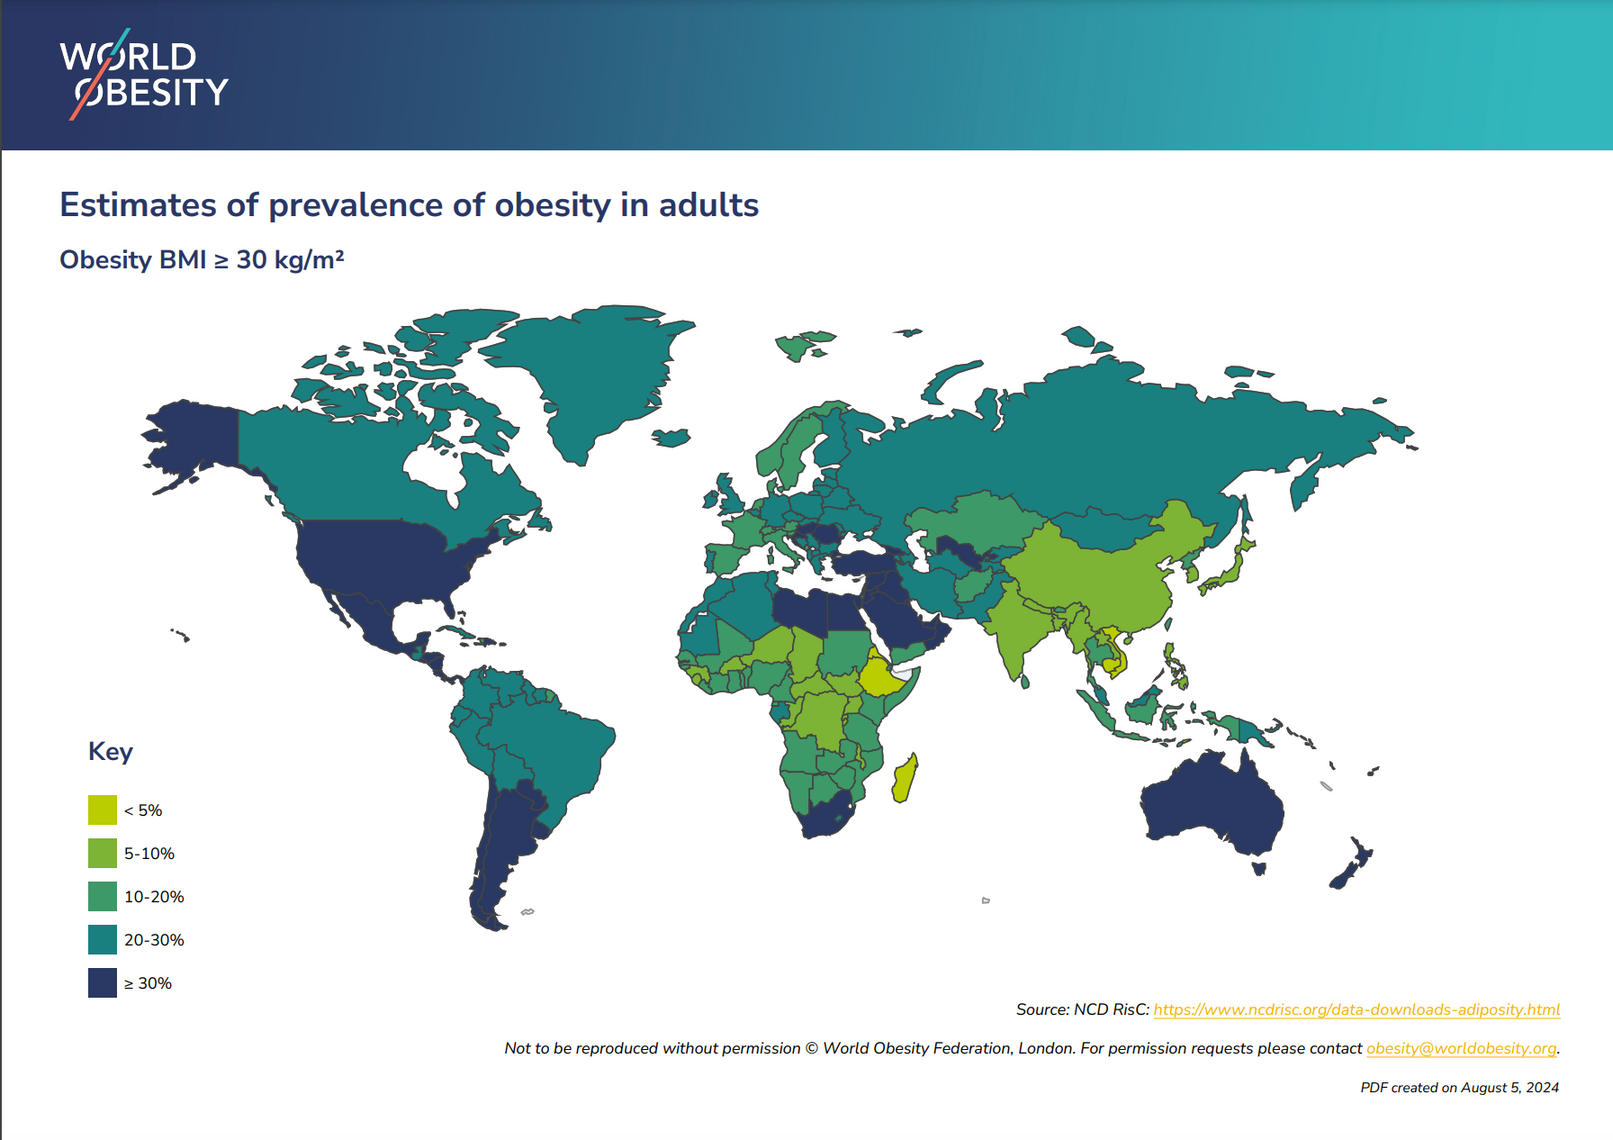 WORLD
OBESITY
Estimates of prevalence of obesity in adults
Obesity BMI ≥ 30 kg/m²
Key
< 5%
5-10%
10-20%
20-30%
≥ 30%
Source: NCD RisC: https://www.ncdrisc.org/data-downloads-adiposity.html
Not to be reproduced without permission © World Obesity Federation, London. For permission requests please contact obesity@worldobesity.org.
PDF created on August 5, 2024